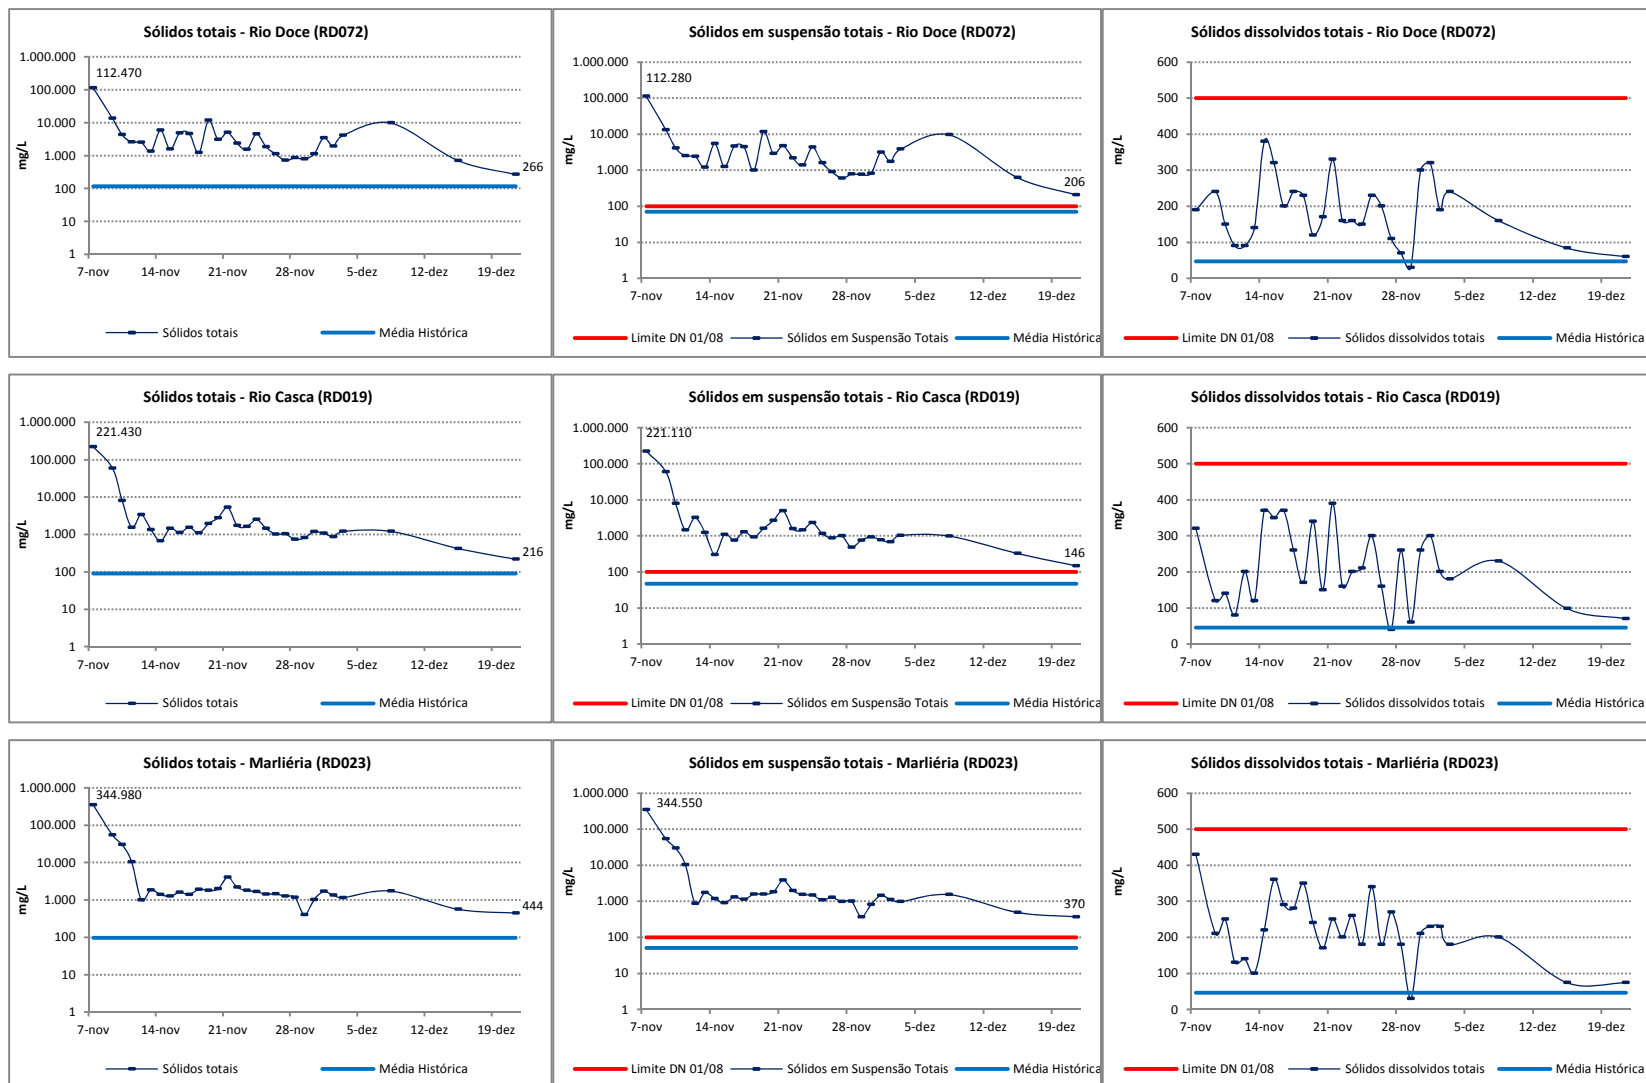 Sólidos totais - Rio Doce (RD072)
1.000.000
100.000
10.000
1.000
100
10
1
mg/L
112.470
266
7-nov 14-nov 21-nov 28-nov 5-dez 12-dez 19-dez
Sólidos totais Média Histórica
Sólidos em suspensão totais - Rio Doce (RD072)
1.000.000
100.000
10.000
1.000
100
10
1
mg/L
112.280
206
7-nov 14-nov 21-nov 28-nov 5-dez 12-dez 19-dez
Limite DN 01/08 Sólidos em Suspensão Totais Média Histórica
Sólidos dissolvidos totais - Rio Doce (RD072)
600
500
400
300
200
100
0
mg/L
7-nov 14-nov 21-nov 28-nov 5-dez 12-dez 19-dez
Limite DN 01/08 Sólidos dissolvidos totais Média Histórica
Sólidos totais - Rio Casca (RD019)
1.000.000
100.000
10.000
1.000
100
10
1
mg/L
221.430
216
7-nov 14-nov 21-nov 28-nov 5-dez 12-dez 19-dez
Sólidos totais Média Histórica
Sólidos em suspensão totais - Rio Casca (RD019)
1.000.000
100.000
10.000
1.000
100
10
1
mg/L
221.110
146
7-nov 14-nov 21-nov 28-nov 5-dez 12-dez 19-dez
Limite DN 01/08 Sólidos em Suspensão Totais Média Histórica
Sólidos dissolvidos totais - Rio Casca (RD019)
600
500
400
300
200
100
0
mg/L
7-nov 14-nov 21-nov 28-nov 5-dez 12-dez 19-dez
Limite DN 01/08 Sólidos dissolvidos totais Média Histórica
Sólidos totais - Marliéria (RD023)
1.000.000
100.000
10.000
1.000
100
10
1
mg/L
344.980
444
7-nov 14-nov 21-nov 28-nov 5-dez 12-dez 19-dez
Sólidos totais Média Histórica
Sólidos em suspensão totais - Marliéria (RD023)
1.000.000
100.000
10.000
1.000
100
10
1
mg/L
344.550
370
7-nov 14-nov 21-nov 28-nov 5-dez 12-dez 19-dez
Limite DN 01/08 Sólidos em Suspensão Totais Média Histórica
Sólidos dissolvidos totais - Marliéria (RD023)
600
500
400
300
200
100
0
mg/L
7-nov 14-nov 21-nov 28-nov 5-dez 12-dez 19-dez
Limite DN 01/08 Sólidos dissolvidos totais Média Histórica